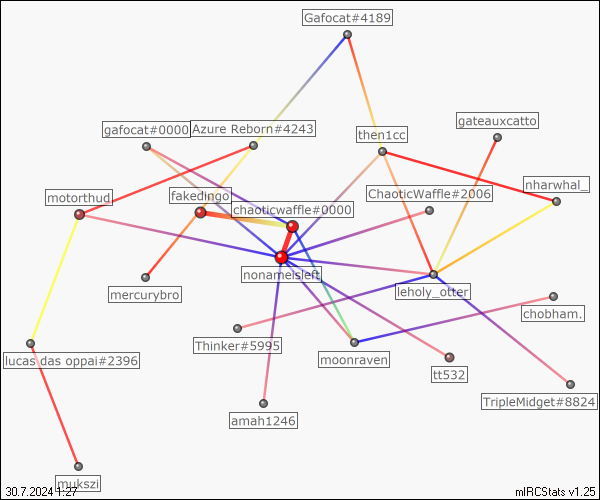 Gafocat#4189
gateauxcatto
gafocat#0000
Azure Reborn#4243
then1cc
nharwhal_
motorthud
fakedingo
ChaoticWaffle#2006
chaoticwaffle#0000
nonameisleft
mercurybro
leholy_otter
chobham.
Thinker#5995
moonraven
lucas das oppai#2396
tt532
TripleMidget#8824
amah1246
mukszi
30.7.2024 1:27
mIRCStats v1.25